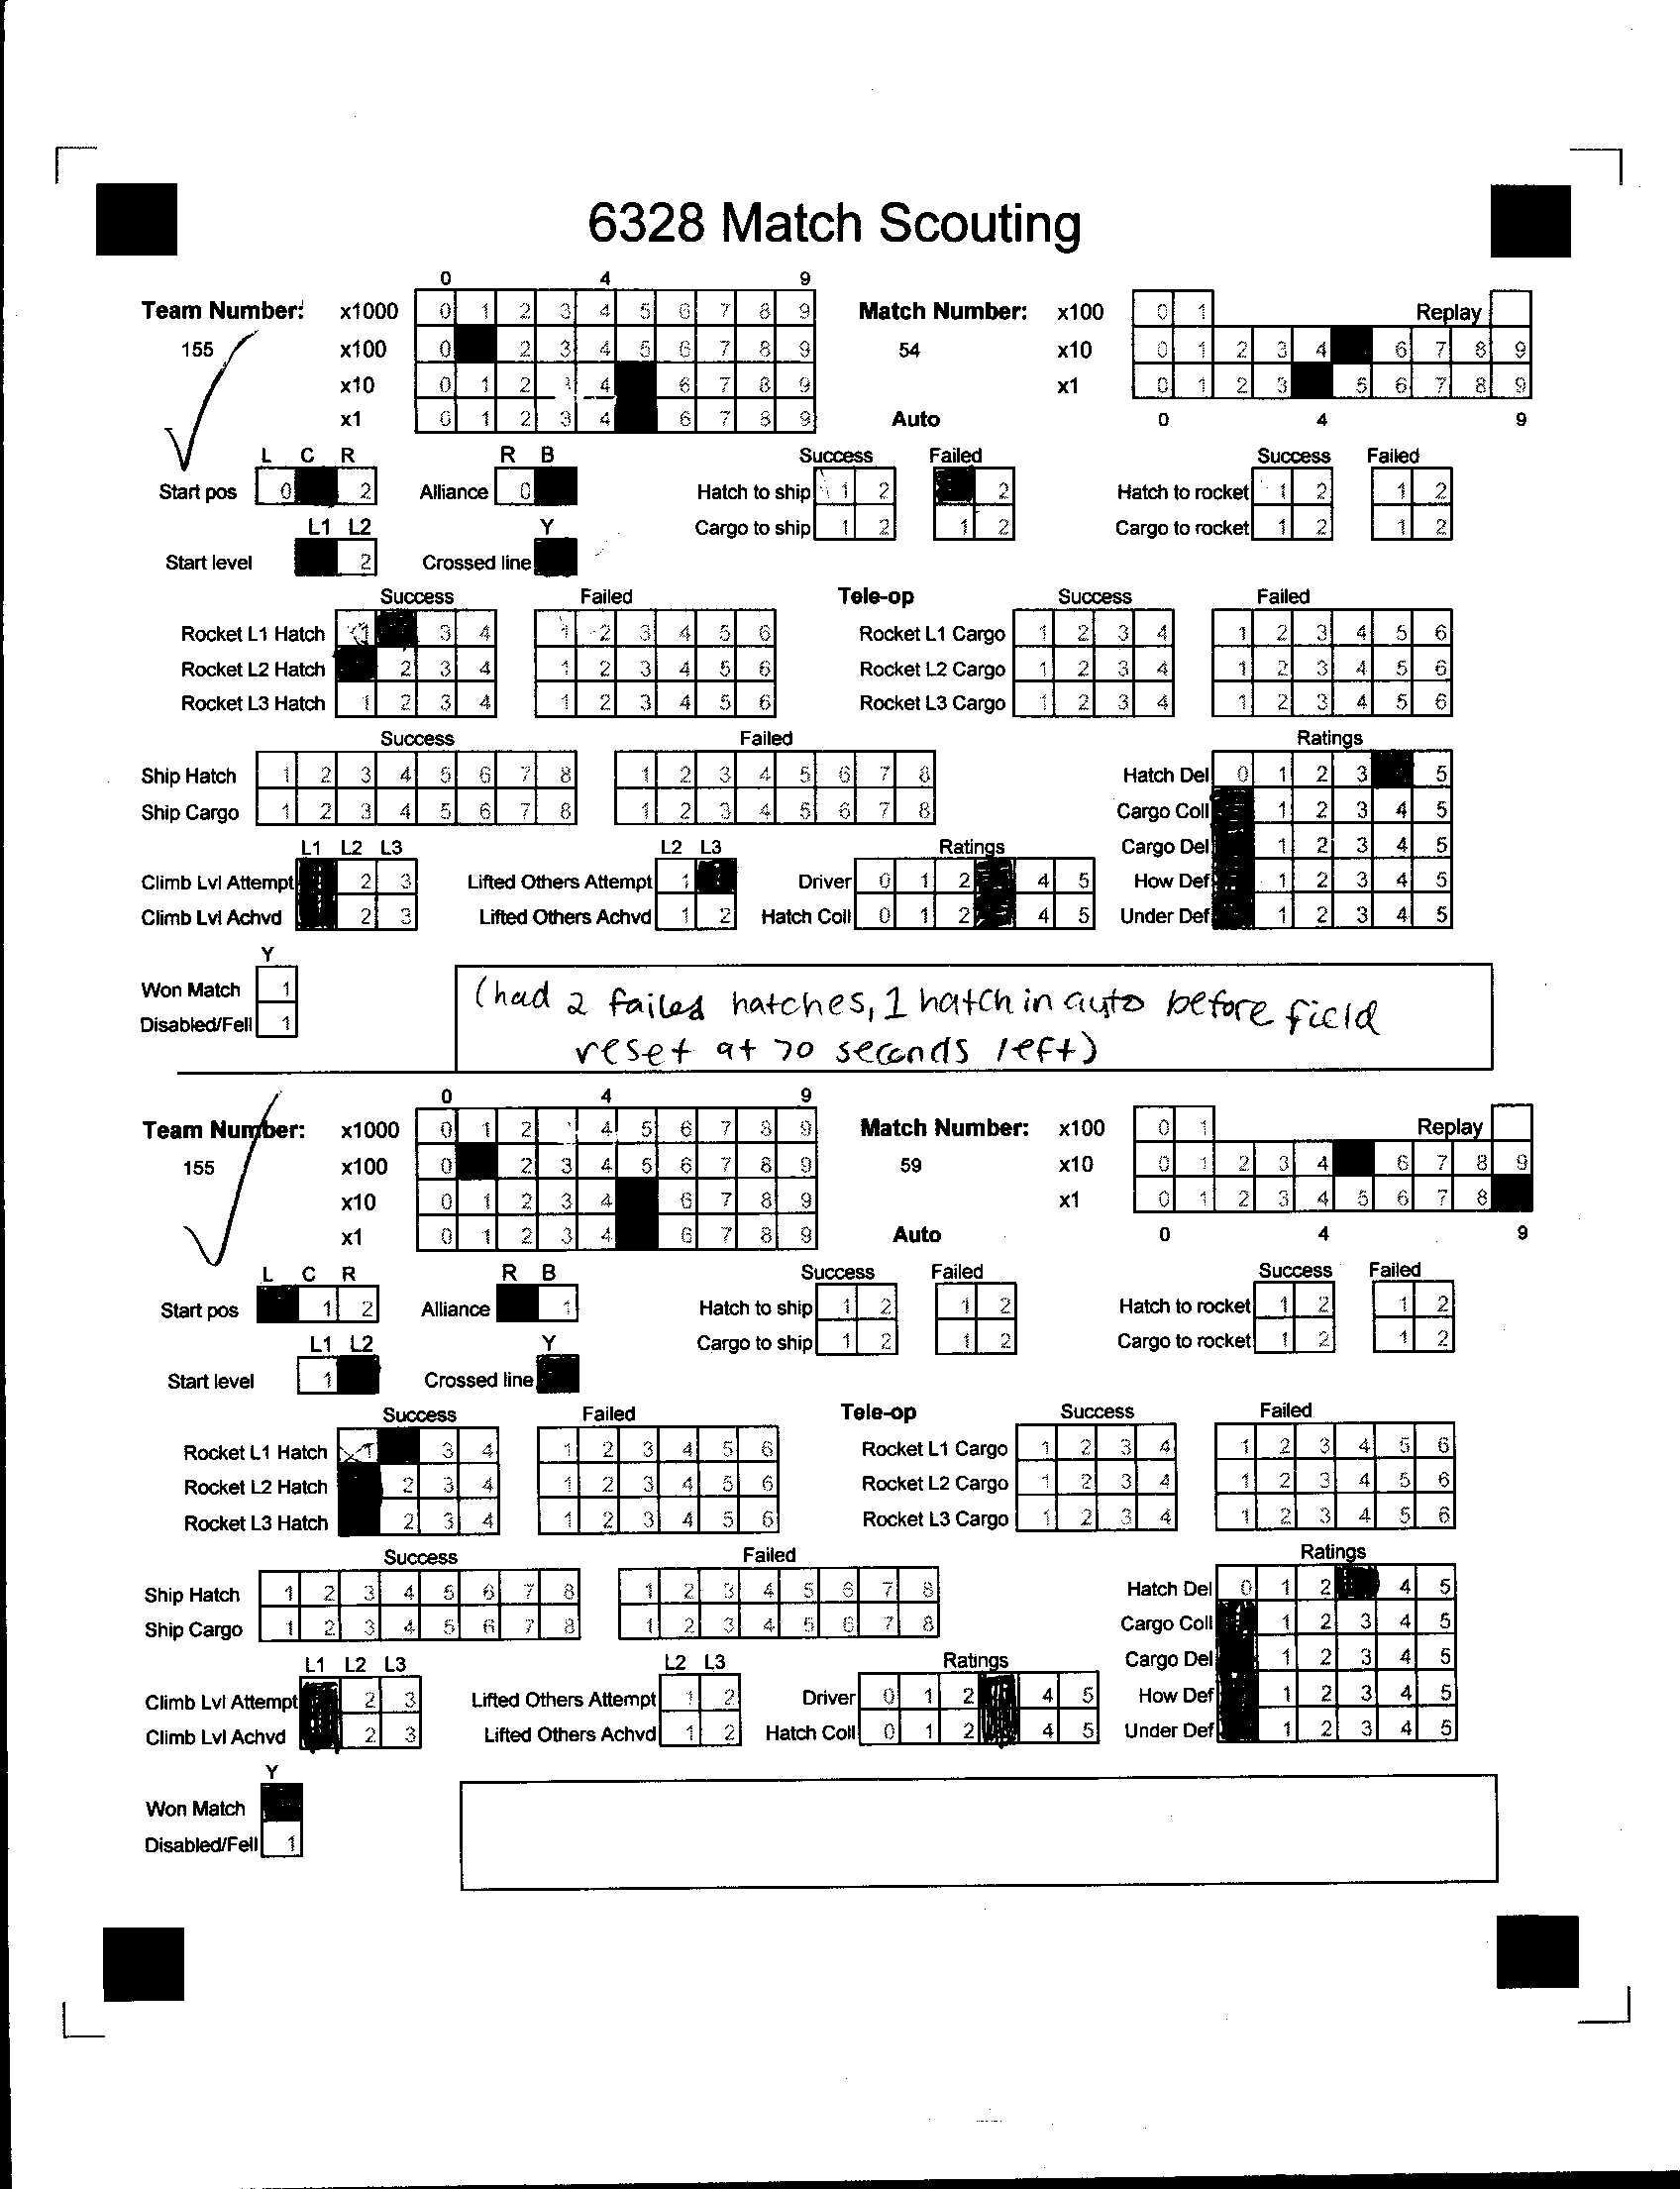 6328 Match Scouting
0 4 9
Team Number: x1000 0 1 2 3 4 5 6 7 8 9 Match Number: x100 0 1 Replay
155 x100 0 2 3 4 5 6 7 8 9 54 x10 0 1 2 3 4 6 7 8 9
x10 0 1 2 4 6 7 8 9 x1 0 1 2 3 5 6 7 8 9
x1 0 1 2 3 4 6 7 8 9 Auto 0 4 9
L C R R B Success Failed Success Failed
Start pos 0 2 Alliance 0 Hatch to ship 1 2 2 Hatch to rocket 1 2 1 2
L1 L2 Y Cargo to ship 1 2 1 2 Cargo to rocket 1 2 1 2
Start level 2 Crossed line
Success Failed Tele-op Success Failed
Rocket L1 Hatch 1 3 4 1 2 3 4 5 6 Rocket L1 Cargo 1 2 3 4 1 2 3 4 5 6
Rocket L2 Hatch 2 3 4 1 2 3 4 5 6 Rocket L2 Cargo 1 2 3 4 1 2 3 4 5 6
Rocket L3 Hatch 1 2 3 4 1 2 3 4 5 6 Rocket L3 Cargo 1 2 3 4 1 2 3 4 5 6
Success Failed Ratings
Ship Hatch 1 2 3 4 5 6 7 8 1 2 3 4 5 6 7 8 Hatch Del 0 1 2 3 5
Ship Cargo 1 2 3 4 5 6 7 8 1 2 3 4 5 6 7 8 Cargo Coll 1 2 3 4 5
L1 L2 L3 L2 L3 Ratings Cargo Del 1 2 3 4 5
Climb Lvl Attempt 2 3 Lifted Others Attempt 1 Driver 0 1 2 4 5 How Def 1 2 3 4 5
Climb Lvl Achvd 2 3 Lifted Others Achvd 1 2 Hatch Coll 0 1 2 4 5 Under Def 1 2 3 4 5
Y
Won Match 1 (had 2 failed hatches, 1 hatch in auto before field
Disabled/Fell 1 reset at 70 seconds left)
0 4 9
Team Number: x1000 0 1 2 4 5 6 7 8 9 Match Number: x100 0 1 Replay
155 x100 0 2 3 4 5 6 7 8 9 59 x10 0 1 2 3 4 6 7 8 9
x10 0 1 2 3 4 6 7 8 9 x1 0 1 2 3 4 5 6 7 8
x1 0 1 2 3 4 6 7 8 9 Auto 0 4 9
L C R R B Success Failed Success Failed
Start pos 1 2 Alliance 1 Hatch to ship 1 2 1 2 Hatch to rocket 1 2 1 2
L1 L2 Y Cargo to ship 1 2 1 2 Cargo to rocket 1 2 1 2
Start level 1 Crossed line
Success Failed Tele-op Success Failed
Rocket L1 Hatch 1 3 4 1 2 3 4 5 6 Rocket L1 Cargo 1 2 3 4 1 2 3 4 5 6
Rocket L2 Hatch 2 3 4 1 2 3 4 5 6 Rocket L2 Cargo 1 2 3 4 1 2 3 4 5 6
Rocket L3 Hatch 2 3 4 1 2 3 4 5 6 Rocket L3 Cargo 1 2 3 4 1 2 3 4 5 6
Success Failed Ratings
Ship Hatch 1 2 3 4 5 6 7 8 1 2 3 4 5 6 7 8 Hatch Del 0 1 2 4 5
Ship Cargo 1 2 3 4 5 6 7 8 1 2 3 4 5 6 7 8 Cargo Coll 1 2 3 4 5
L1 L2 L3 L2 L3 Ratings Cargo Del 1 2 3 4 5
Climb Lvl Attempt 2 3 Lifted Others Attempt 1 2 Driver 0 1 2 4 5 How Def 1 2 3 4 5
Climb Lvl Achvd 2 3 Lifted Others Achvd 1 2 Hatch Coll 0 1 2 4 5 Under Def 1 2 3 4 5
Y
Won Match
Disabled/Fell 1